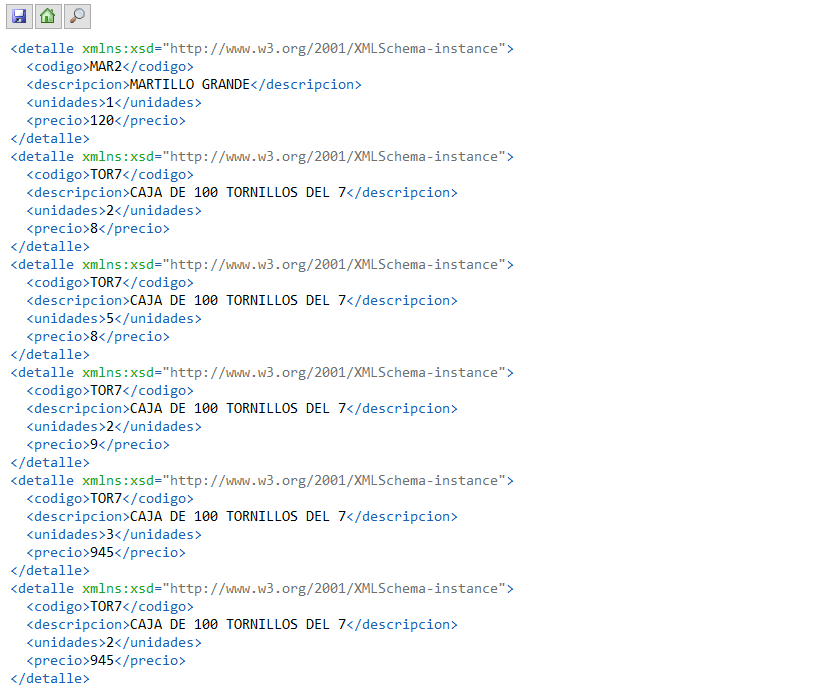 <detalle xmlns:xsd="http://www.w3.org/2001/XMLSchema-instance">
  <codigo>MAR2</codigo>
  <descripcion>MARTILLO GRANDE</descripcion>
  <unidades>1</unidades>
  <precio>120</precio>
</detalle>
<detalle xmlns:xsd="http://www.w3.org/2001/XMLSchema-instance">
  <codigo>TOR7</codigo>
  <descripcion>CAJA DE 100 TORNILLOS DEL 7</descripcion>
  <unidades>2</unidades>
  <precio>8</precio>
</detalle>
<detalle xmlns:xsd="http://www.w3.org/2001/XMLSchema-instance">
  <codigo>TOR7</codigo>
  <descripcion>CAJA DE 100 TORNILLOS DEL 7</descripcion>
  <unidades>5</unidades>
  <precio>8</precio>
</detalle>
<detalle xmlns:xsd="http://www.w3.org/2001/XMLSchema-instance">
  <codigo>TOR7</codigo>
  <descripcion>CAJA DE 100 TORNILLOS DEL 7</descripcion>
  <unidades>2</unidades>
  <precio>9</precio>
</detalle>
<detalle xmlns:xsd="http://www.w3.org/2001/XMLSchema-instance">
  <codigo>TOR7</codigo>
  <descripcion>CAJA DE 100 TORNILLOS DEL 7</descripcion>
  <unidades>3</unidades>
  <precio>945</precio>
</detalle>
<detalle xmlns:xsd="http://www.w3.org/2001/XMLSchema-instance">
  <codigo>TOR7</codigo>
  <descripcion>CAJA DE 100 TORNILLOS DEL 7</descripcion>
  <unidades>2</unidades>
  <precio>945</precio>
</detalle>